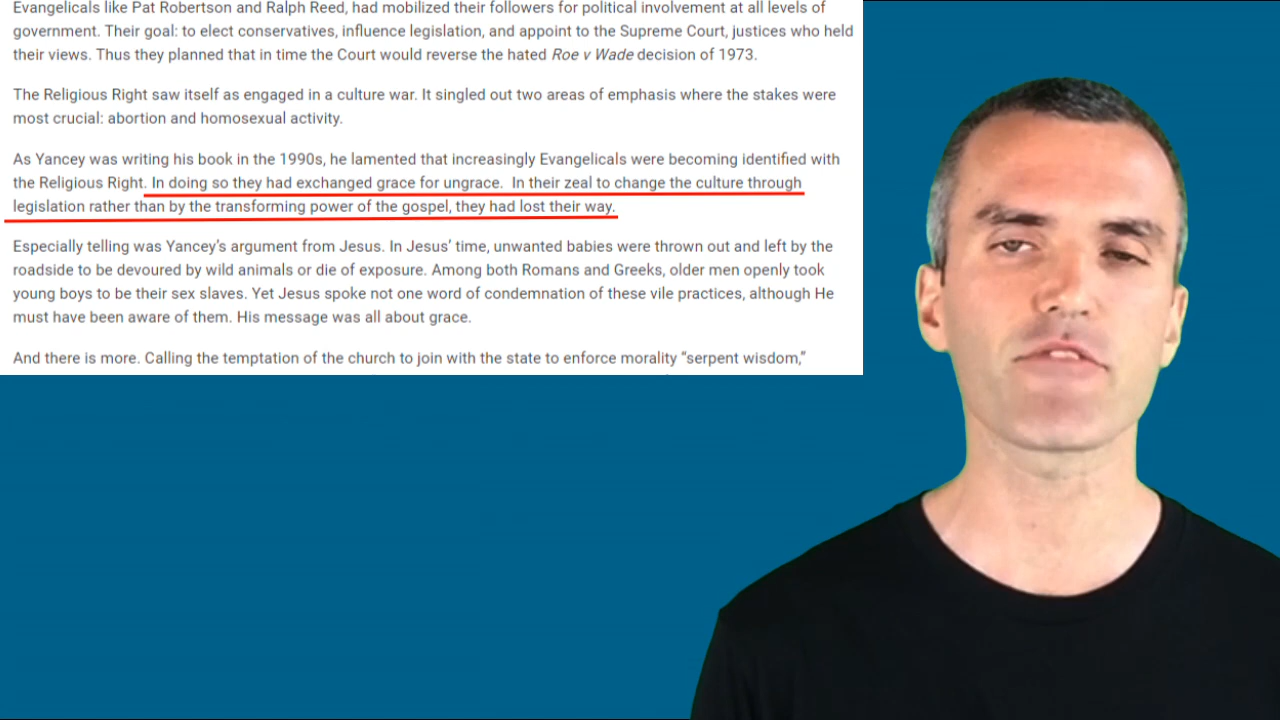 Evangelicals like Pat Robertson and Ralph Reed, had mobilized their followers for political involvement at all levels of
government. Their goal: to elect conservatives, influence legislation, and appoint to the Supreme Court, justices who held
their views. Thus they planned that in time the Court would reverse the hated Roe v Wade decision of 1973.
The Religious Right saw itself as engaged in a culture war. It singled out two areas of emphasis where the stakes were
most crucial: abortion and homosexual activity.
As Yancey was writing his book in the 1990s, he lamented that increasingly Evangelicals were becoming identified with
the Religious Right. In doing so they had exchanged grace for ungrace.  In their zeal to change the culture through
legislation rather than by the transforming power of the gospel, they had lost their way.
Especially telling was Yancey’s argument from Jesus. In Jesus’ time, unwanted babies were thrown out and left by the
roadside to be devoured by wild animals or die of exposure. Among both Romans and Greeks, older men openly took
young boys to be their sex slaves. Yet Jesus spoke not one word of condemnation of these vile practices, although He
must have been aware of them. His message was all about grace.
And there is more. Calling the temptation of the church to join with the state to enforce morality “serpent wisdom,”